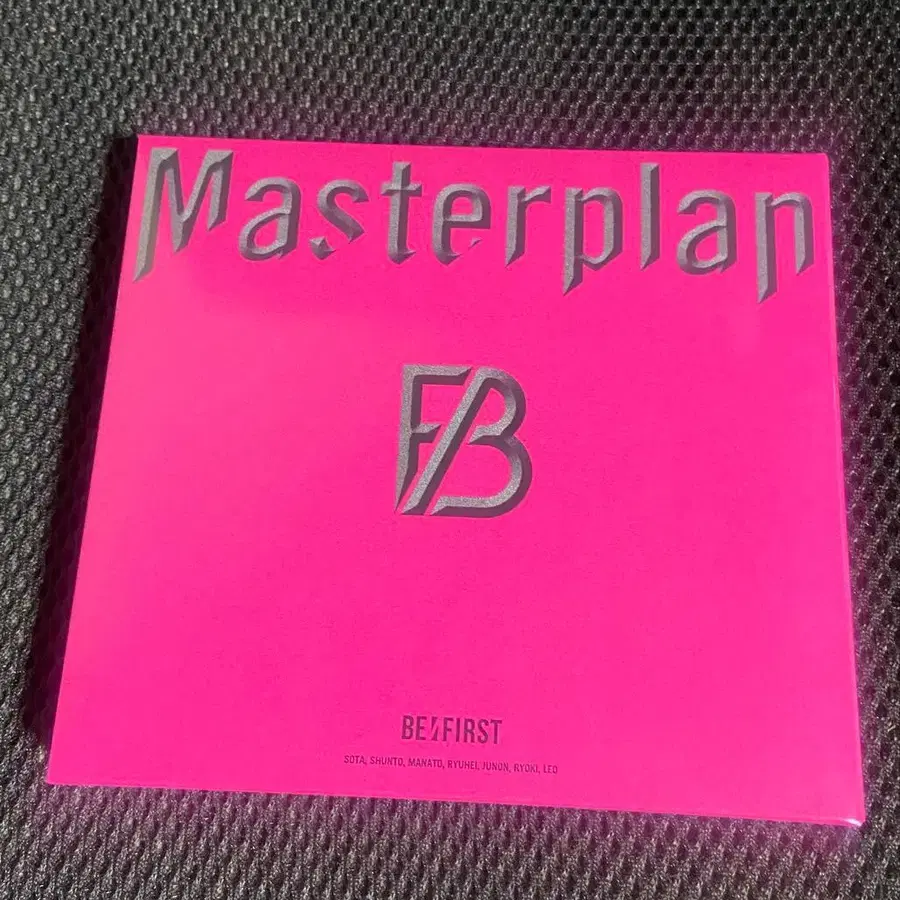 Masterplan
F/B
BE:FIRST
SOTA, SHUNTO, MANATO, RYUHEI, JUNON, RYOKI, LEO